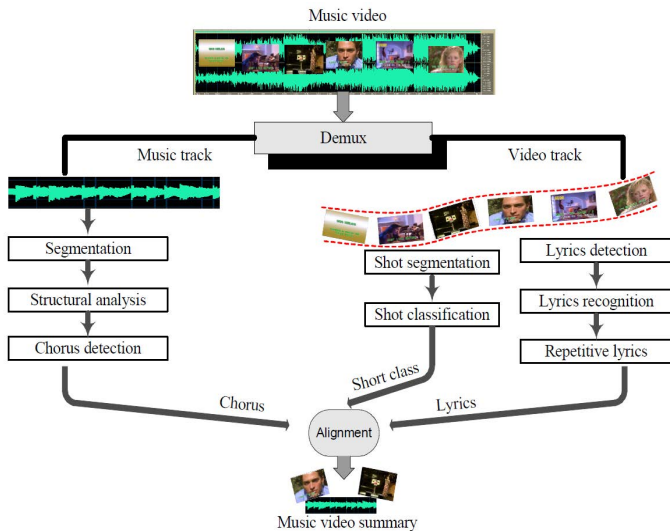 Music video
Demux
Music track
Video track
Segmentation
Structural analysis
Chorus detection
Shot segmentation
Shot classification
Lyrics detection
Lyrics recognition
Repetitive lyrics
Chorus
Short class
Lyrics
Alignment
Music video summary